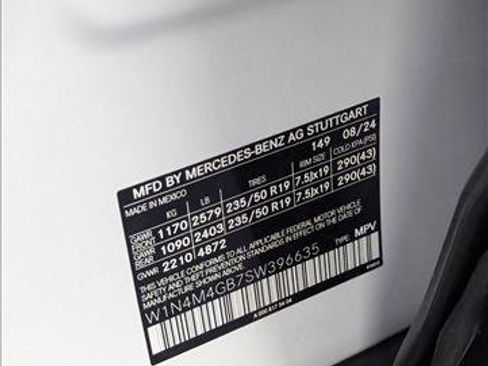 MFD BY MERCEDES-BENZ AG STUTTGART
MADE IN MEXICO 149 08/24
KG LB TIRES RIM SIZE COLD KPA (PSI)
GAWR FRONT 1170 2579 235/50 R19 7.5Jx19 290(43)
GAWR REAR 1090 2403 235/50 R19 7.5Jx19 290(43)
GVWR 2210 4872
THIS VEHICLE CONFORMS TO ALL APPLICABLE FEDERAL MOTOR VEHICLE
SAFETY AND THEFT PREVENTION STANDARDS IN EFFECT ON THE DATE OF
MANUFACTURE SHOWN ABOVE.
W1N4M4GB7SW396635 TYPE: MPV